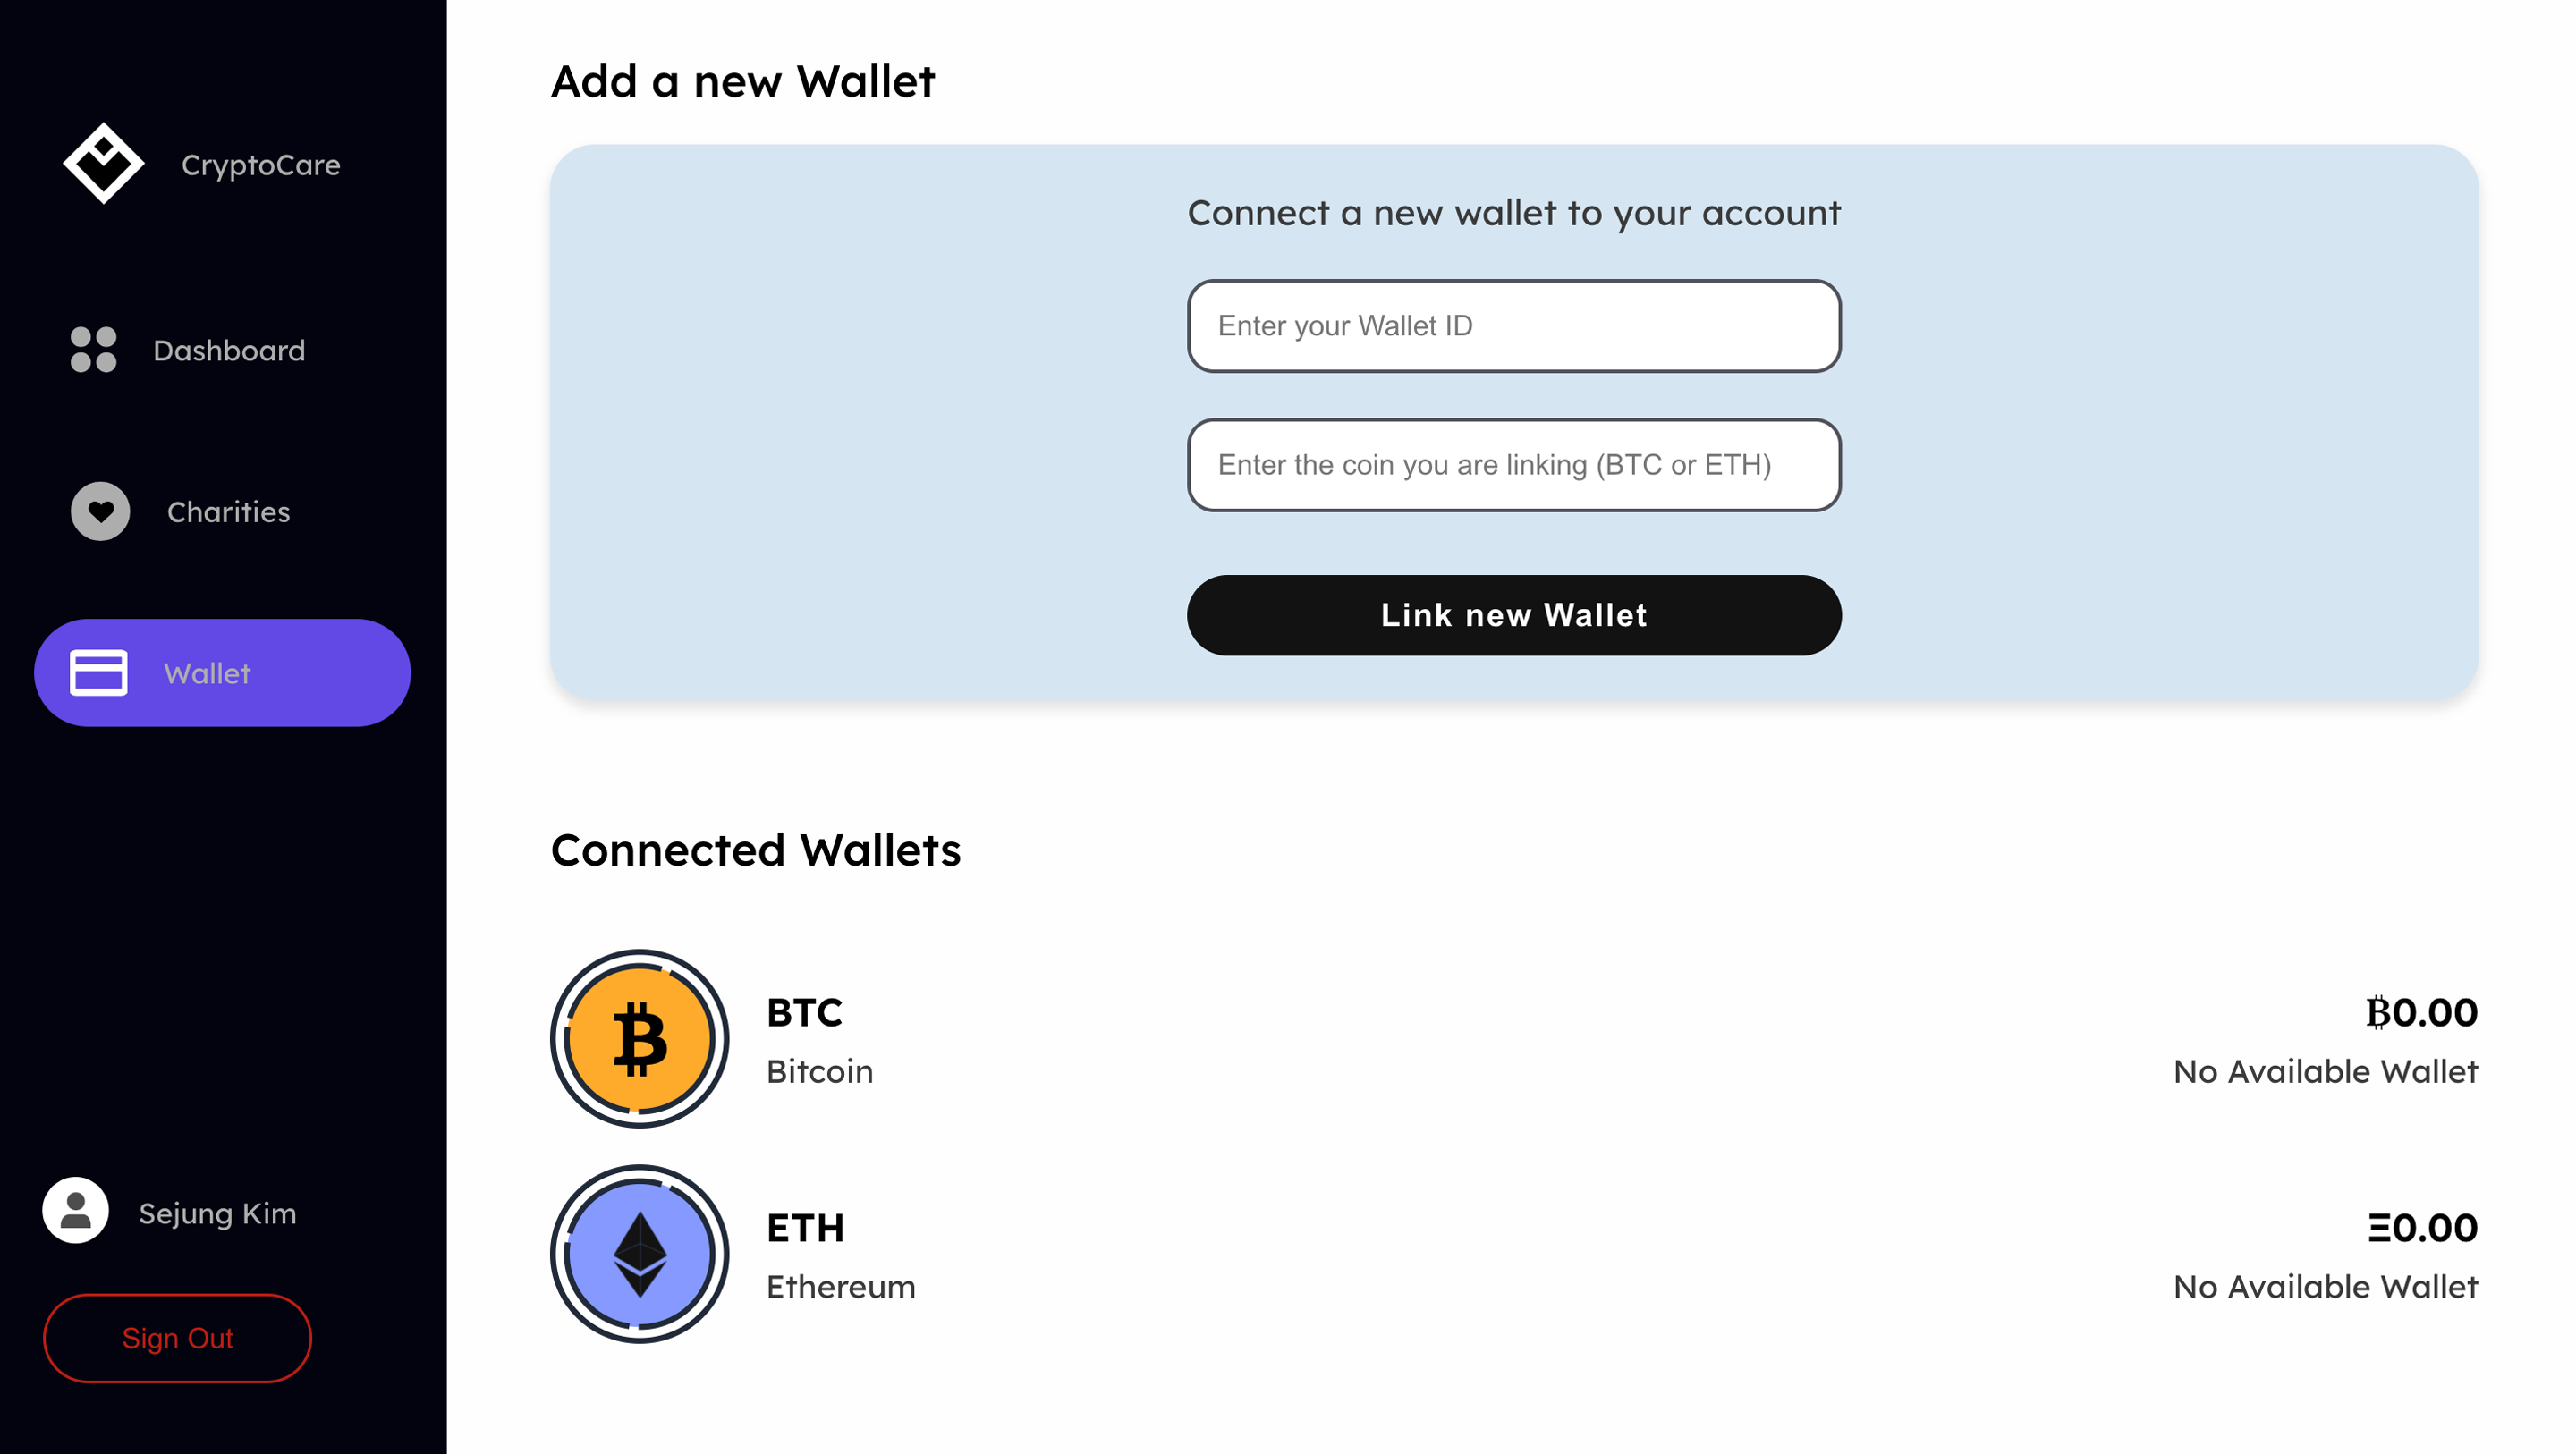 CryptoCare
Dashboard
Charities
Wallet
Sejung Kim
Sign Out
Add a new Wallet
Connect a new wallet to your account
Enter your Wallet ID
Enter the coin you are linking (BTC or ETH)
Link new Wallet
Connected Wallets
BTC
Bitcoin
₿0.00
No Available Wallet
ETH
Ethereum
Ξ0.00
No Available Wallet